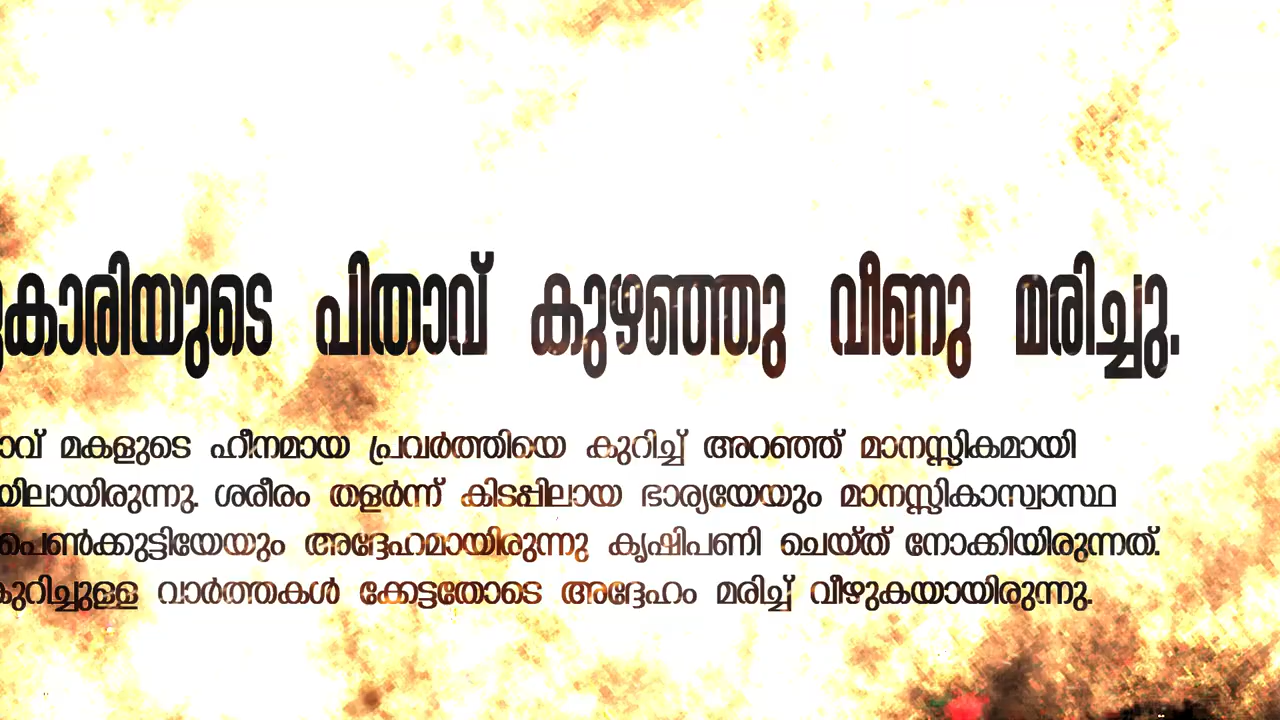 കാരിയുടെ പിതാവ് കുഴഞ്ഞു വീണു മരിച്ചു.
മകളുടെ ഹീനമായ പ്രവർത്തിയെ കുറിച്ച് അറഞ്ഞ് മാനസ്സികമായി
യിലായിരുന്നു. ശരീരം തളർന്ന് കിടപ്പിലായ ഭാര്യയേയും മാനസ്സികാസ്വാസ്ഥ
പെൺക്കുട്ടിയേയും അദ്ദേഹമായിരുന്നു കൃഷിപണി ചെയ്ത് നോക്കിയിരുന്നത്.
കുറിച്ചുള്ള വാർത്തകൾ ക്കേട്ടതോടെ അദ്ദേഹം മരിച്ച് വീഴുകയായിരുന്നു.